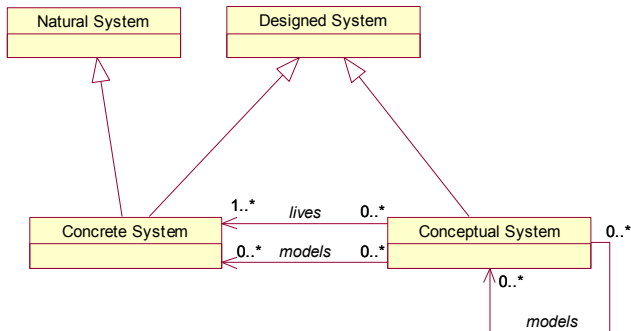 Natural System
Designed System
1..* lives 0..*
Concrete System
Conceptual System
0..*
0..* models 0..*
0..*
models